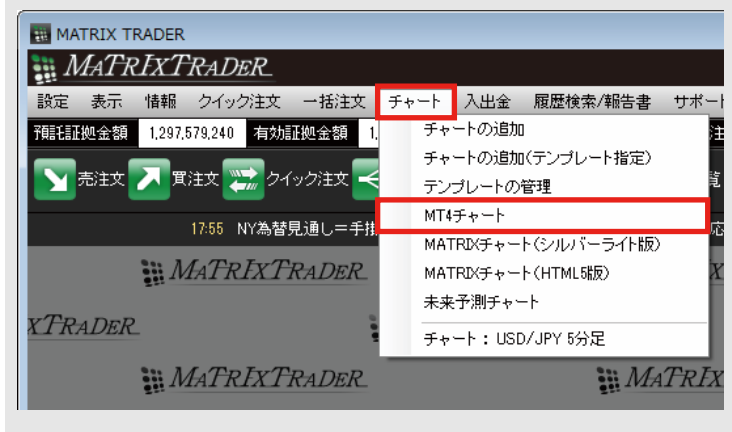 MATRIX TRADER
MATRIXTRADER
設定 表示 情報 クイック注文 一括注文 チャート 入出金 履歴検索/報告書 サポート
預託証拠金額 1,297,579,240 有効証拠金額 1, 注
売注文 買注文 クイック注文 覧
17:55 NY為替見通し=手掛 応
チャートの追加
チャートの追加(テンプレート指定)
テンプレートの管理
MT4チャート
MATRIXチャート(シルバーライト版)
MATRIXチャート(HTML5版)
未来予測チャート
チャート：USD/JPY 5分足
MATRIXTRADER
XTRADER
MATRIXTRADER
MATRIX